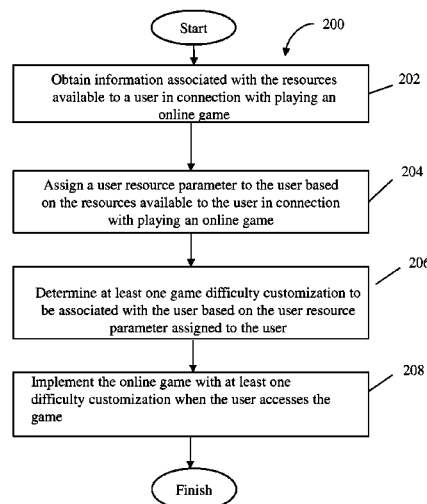 Start
200
Obtain information associated with the resources
available to a user in connection with playing an
online game
202
Assign a user resource parameter to the user based
on the resources available to the user in connection
with playing an online game
204
Determine at least one game difficulty customization to
be associated with the user based on the user resource
parameter assigned to the user
206
Implement the online game with at least one
difficulty customization when the user accesses the
game
208
Finish